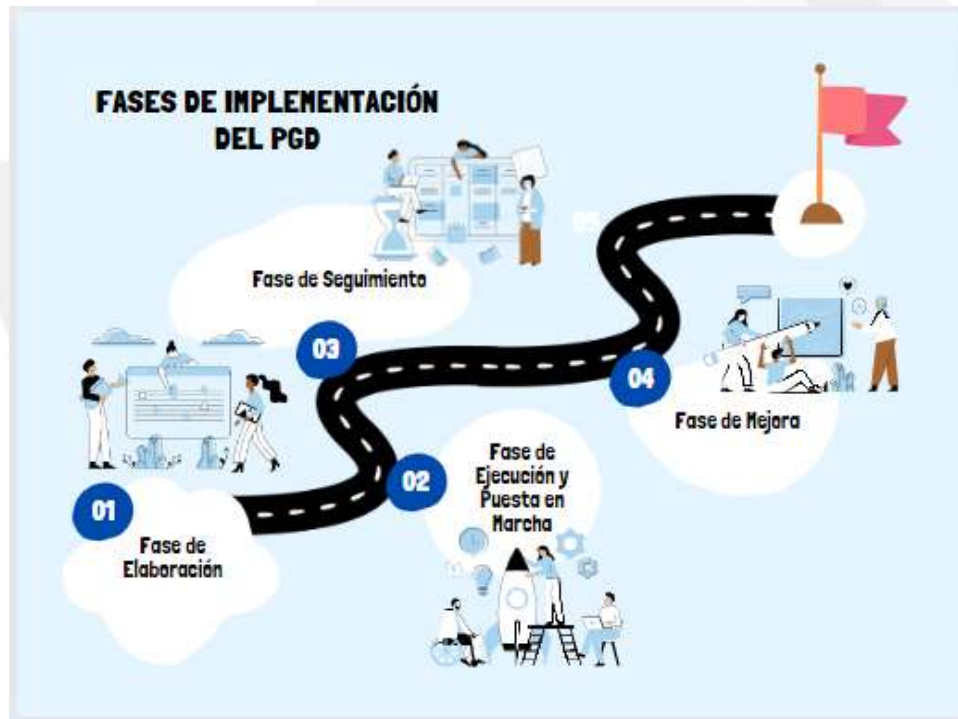 FASES DE IMPLEMENTACIÓN
DEL PGD
01
Fase de
Elaboración
02
Fase de
Ejecución y
Puesta en
Marcha
03
Fase de Seguimiento
04
Fase de Mejora
05